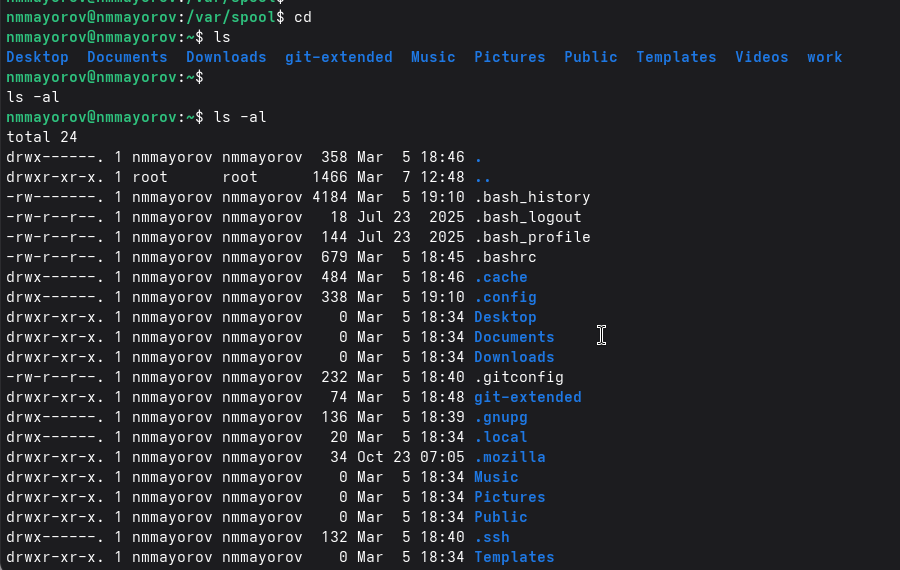 nmmayorov@nmmayorov:/var/spool$ cd
nmmayorov@nmmayorov:~$ ls
Desktop  Documents  Downloads  git-extended  Music  Pictures  Public  Templates  Videos  work
nmmayorov@nmmayorov:~$
ls -al
nmmayorov@nmmayorov:~$ ls -al
total 24
drwx------. 1 nmmayorov nmmayorov  358 Mar  5 18:46 .
drwxr-xr-x. 1 root      root      1466 Mar  7 12:48 ..
-rw-------. 1 nmmayorov nmmayorov 4184 Mar  5 19:10 .bash_history
-rw-r--r--. 1 nmmayorov nmmayorov   18 Jul 23  2025 .bash_logout
-rw-r--r--. 1 nmmayorov nmmayorov  144 Jul 23  2025 .bash_profile
-rw-r--r--. 1 nmmayorov nmmayorov  679 Mar  5 18:45 .bashrc
drwx------. 1 nmmayorov nmmayorov  484 Mar  5 18:46 .cache
drwx------. 1 nmmayorov nmmayorov  338 Mar  5 19:10 .config
drwxr-xr-x. 1 nmmayorov nmmayorov    0 Mar  5 18:34 Desktop
drwxr-xr-x. 1 nmmayorov nmmayorov    0 Mar  5 18:34 Documents
drwxr-xr-x. 1 nmmayorov nmmayorov    0 Mar  5 18:34 Downloads
-rw-r--r--. 1 nmmayorov nmmayorov  232 Mar  5 18:40 .gitconfig
drwxr-xr-x. 1 nmmayorov nmmayorov   74 Mar  5 18:48 git-extended
drwx------. 1 nmmayorov nmmayorov  136 Mar  5 18:39 .gnupg
drwx------. 1 nmmayorov nmmayorov   20 Mar  5 18:34 .local
drwxr-xr-x. 1 nmmayorov nmmayorov   34 Oct 23 07:05 .mozilla
drwxr-xr-x. 1 nmmayorov nmmayorov    0 Mar  5 18:34 Music
drwxr-xr-x. 1 nmmayorov nmmayorov    0 Mar  5 18:34 Pictures
drwxr-xr-x. 1 nmmayorov nmmayorov    0 Mar  5 18:34 Public
drwx------. 1 nmmayorov nmmayorov  132 Mar  5 18:40 .ssh
drwxr-xr-x. 1 nmmayorov nmmayorov    0 Mar  5 18:34 Templates